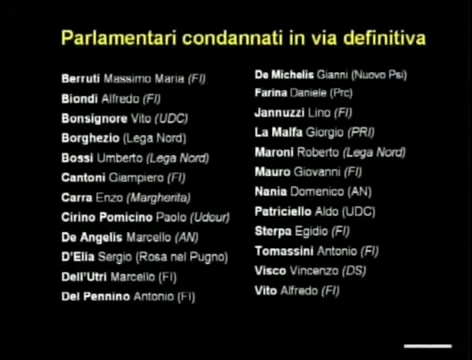 Parlamentari condannati in via definitiva
Berruti Massimo Maria (FI)
Biondi Alfredo (FI)
Bonsignore Vito (UDC)
Borghezio (Lega Nord)
Bossi Umberto (Lega Nord)
Cantoni Giampiero (FI)
Carra Enzo (Margherita)
Cirino Pomicino Paolo (Udeur)
De Angelis Marcello (AN)
D'Elia Sergio (Rosa nel Pugno)
Dell'Utri Marcello (FI)
Del Pennino Antonio (FI)
De Michelis Gianni (Nuovo Psi)
Farina Daniele (Prc)
Jannuzzi Lino (FI)
La Malfa Giorgio (PRI)
Maroni Roberto (Lega Nord)
Mauro Giovanni (FI)
Nania Domenico (AN)
Patriciello Aldo (UDC)
Sterpa Egidio (FI)
Tomassini Antonio (FI)
Visco Vincenzo (DS)
Vito Alfredo (FI)